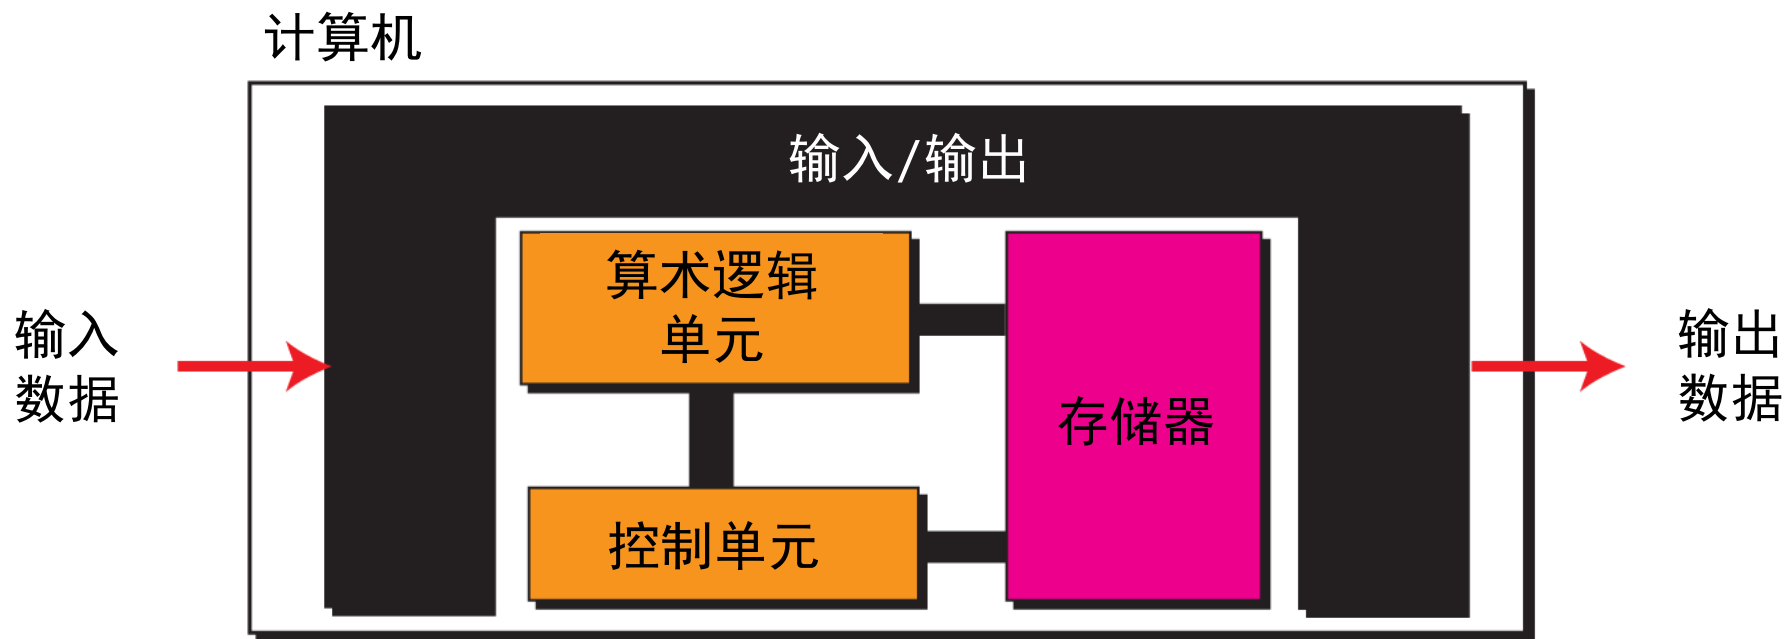 计算机
输入/输出
算术逻辑
单元
输入
数据
存储器
控制单元
输出
数据